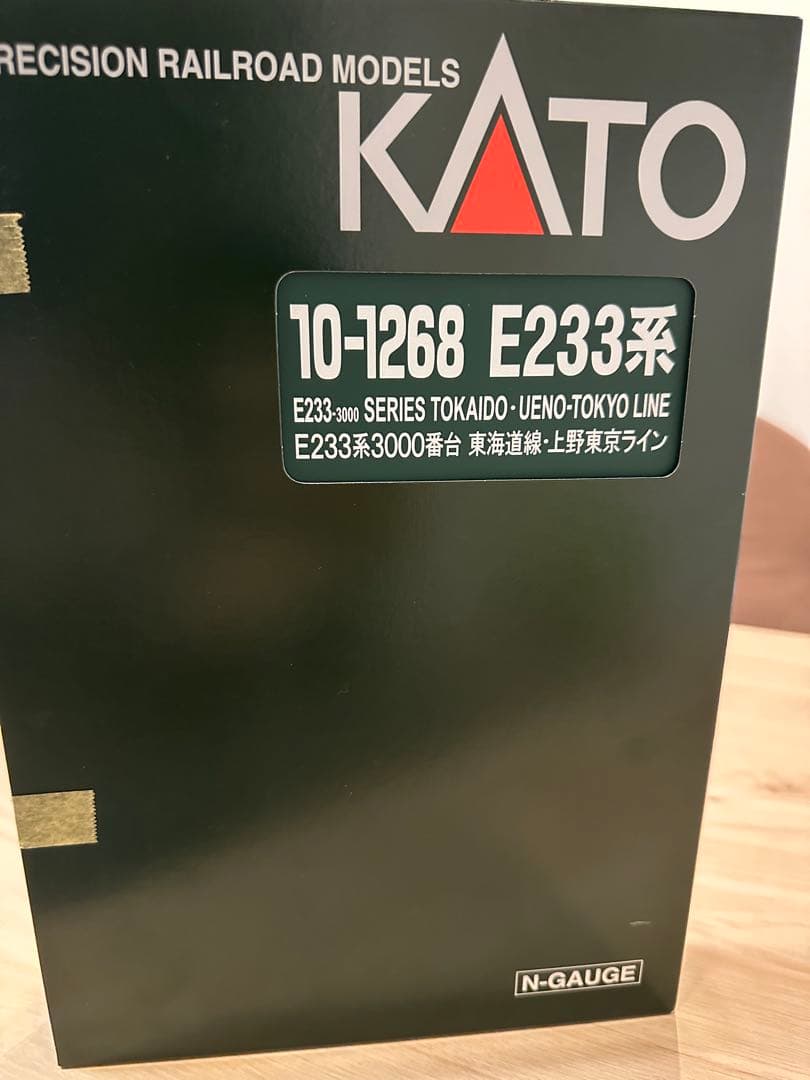 RECISION RAILROAD MODELS
KATO
10-1268 E233系
E233-3000 SERIES TOKAIDO・UENO-TOKYO LINE
E233系3000番台 東海道線・上野東京ライン
N-GAUGE